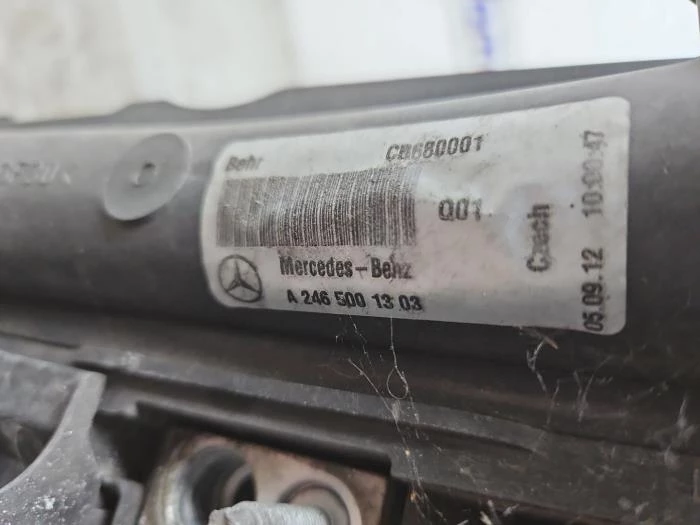 Behr
CB680001
Q01
Mercedes-Benz
A 246 500 13 03
Czech
05.09.12 10:00:47